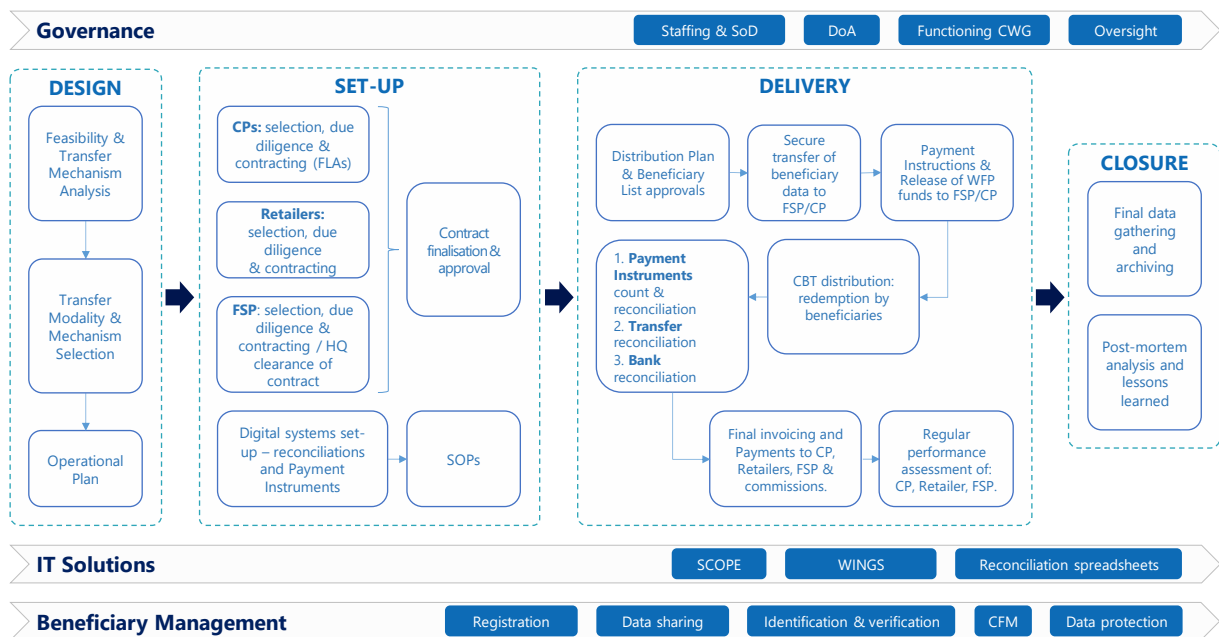 Governance
Staffing & SoD
DoA
Functioning CWG
Oversight
DESIGN
Feasibility &
Transfer
Mechanism
Analysis
Transfer
Modality &
Mechanism
Selection
Operational
Plan
SET-UP
CPs: selection, due
diligence &
contracting (FLAs)
Retailers:
selection, due
diligence
& contracting
FSP: selection, due
diligence &
contracting / HQ
clearance of
contract
Contract
finalisation &
approval
Digital systems set-
up – reconciliations
and Payment
Instruments
SOPs
DELIVERY
Distribution Plan
& Beneficiary
List approvals
Secure
transfer of
beneficiary
data to
FSP/CP
Payment
Instructions &
Release of WFP
funds to FSP/CP
1. Payment
Instruments
count &
reconciliation
2. Transfer
reconciliation
3. Bank
reconciliation
CBT distribution:
redemption by
beneficiaries
Final invoicing and
Payments to CP,
Retailers, FSP &
commissions.
Regular
performance
assessment of:
CP, Retailer, FSP.
CLOSURE
Final data
gathering
and
archiving
Post-mortem
analysis and
lessons
learned
IT Solutions
SCOPE
WINGS
Reconciliation spreadsheets
Beneficiary Management
Registration
Data sharing
Identification & verification
CFM
Data protection